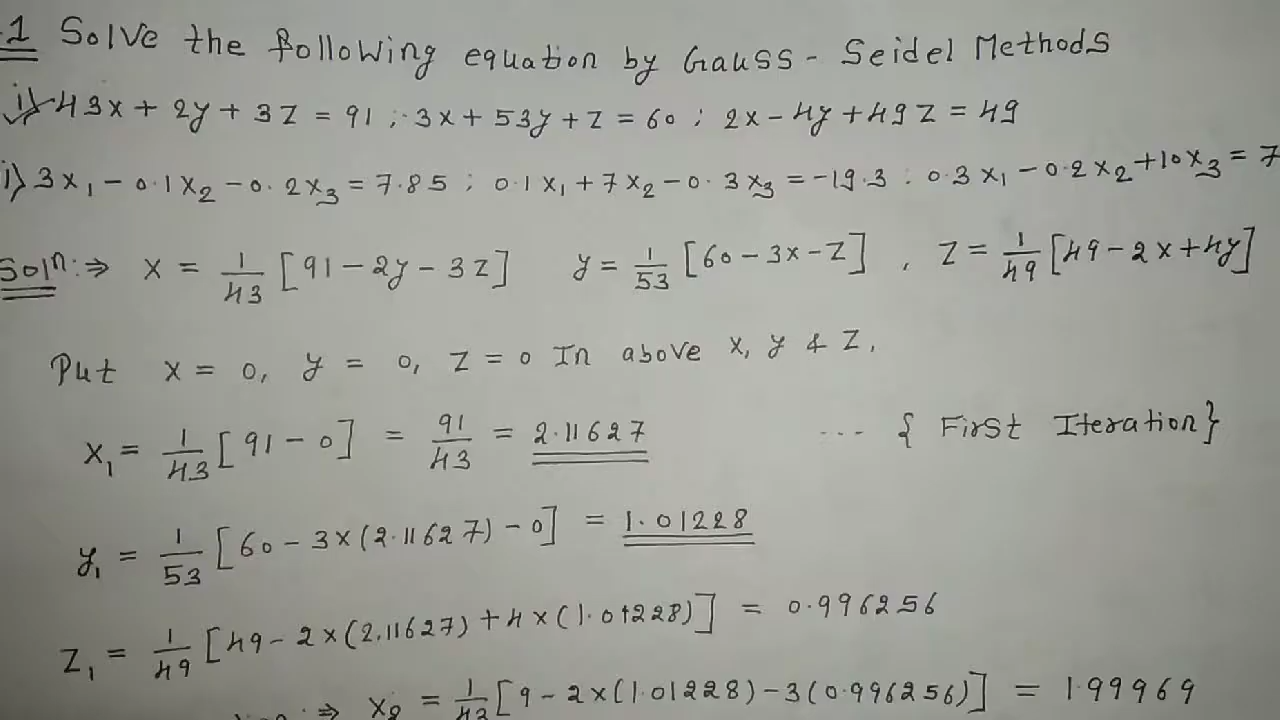 1 Solve the following equation by Gauss - Seidel Methods
i) 43x + 2y + 3z = 91 ; 3x + 53y + z = 60 ; 2x - 4y + 49z = 49
i) 3x₁ - 0.1x₂ - 0.2x₃ = 7.85 ; 0.1x₁ + 7x₂ - 0.3x₃ = -19.3 : 0.3x₁ - 0.2x₂ + 10x₃ = 7
Solⁿ:⇒ x = 1/43 [91 - 2y - 3z] y = 1/53 [60 - 3x - z] , z = 1/49 [49 - 2x + 4y]
Put x = 0, y = 0, z = 0 In above x, y & z.
x₁ = 1/43 [91 - 0] = 91/43 = 2.11627 --- { First Iteration}
y₁ = 1/53 [60 - 3x(2.11627) - 0] = 1.01228
z₁ = 1/49 [49 - 2x(2.11627) + 4x(1.01228)] = 0.996256
⇒ x₂ = 1/43 [9 - 2x(1.01228) - 3(0.996256)] = 1.99969